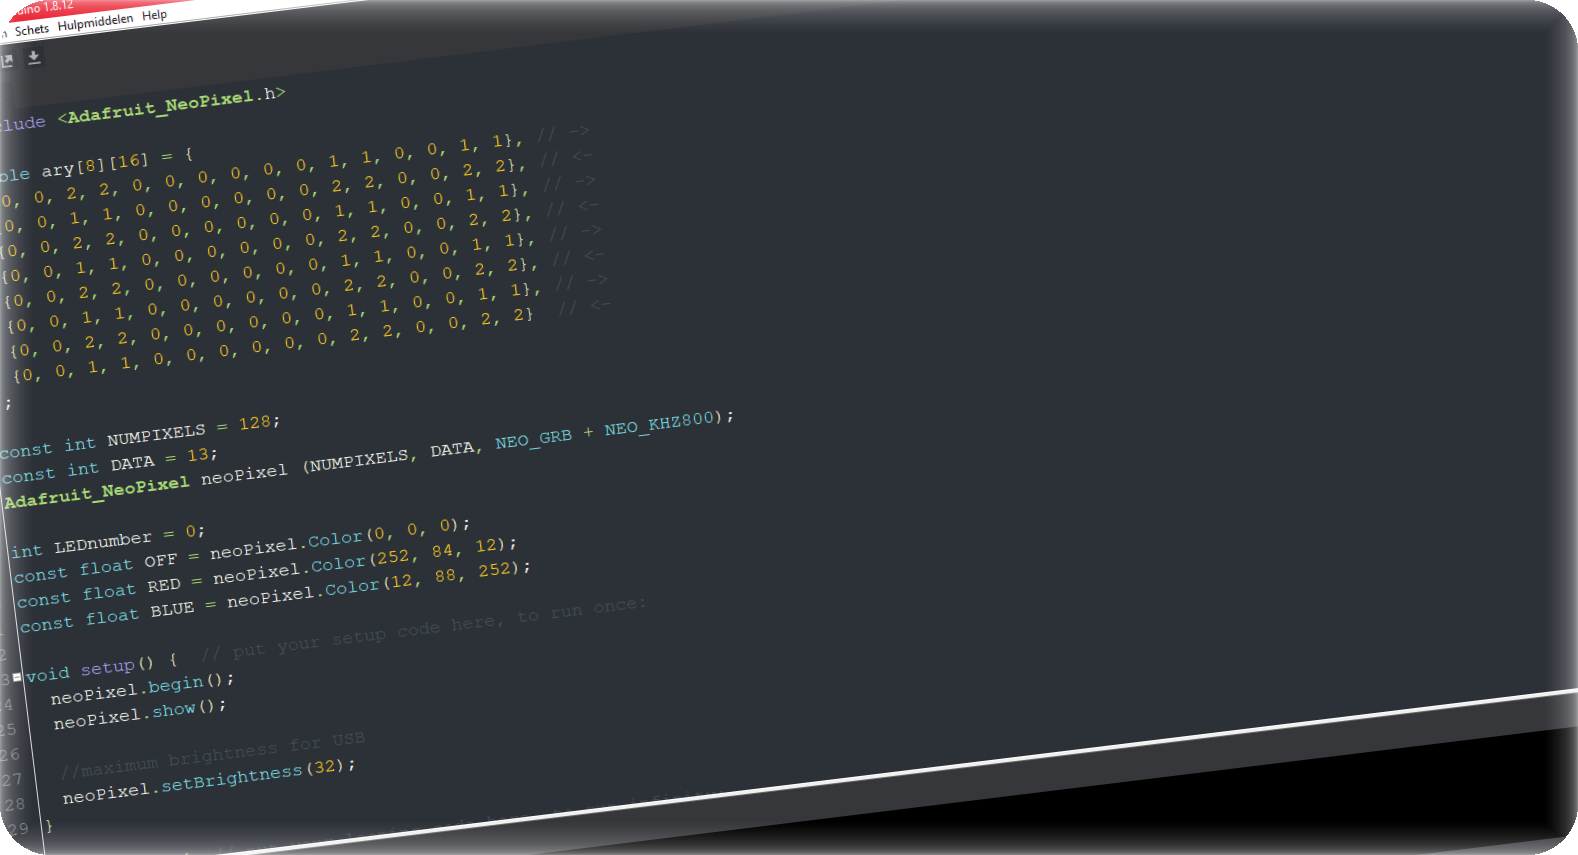 uino 1.8.12
n Schets Hulpmiddelen Help
clude <Adafruit_NeoPixel.h>
ble ary[8][16] = {
0, 0, 2, 2, 0, 0, 0, 0, 0, 0, 1, 1, 0, 0, 1, 1}, // ->
{0, 0, 1, 1, 0, 0, 0, 0, 0, 0, 2, 2, 0, 0, 2, 2}, // <-
{0, 0, 2, 2, 0, 0, 0, 0, 0, 0, 1, 1, 0, 0, 1, 1}, // ->
{0, 0, 1, 1, 0, 0, 0, 0, 0, 0, 2, 2, 0, 0, 2, 2}, // <-
{0, 0, 2, 2, 0, 0, 0, 0, 0, 0, 1, 1, 0, 0, 1, 1}, // ->
{0, 0, 1, 1, 0, 0, 0, 0, 0, 0, 2, 2, 0, 0, 2, 2}, // <-
{0, 0, 2, 2, 0, 0, 0, 0, 0, 0, 1, 1, 0, 0, 1, 1}, // ->
{0, 0, 1, 1, 0, 0, 0, 0, 0, 0, 2, 2, 0, 0, 2, 2} // <-
;
const int NUMPIXELS = 128;
const int DATA = 13;
Adafruit_NeoPixel neoPixel (NUMPIXELS, DATA, NEO_GRB + NEO_KHZ800);
int LEDnumber = 0;
const float OFF = neoPixel.Color(0, 0, 0);
const float RED = neoPixel.Color(252, 84, 12);
const float BLUE = neoPixel.Color(12, 88, 252);
2
3 void setup() { // put your setup code here, to run once:
4 neoPixel.begin();
25 neoPixel.show();
26
27 //maximum brightness for USB
28 neoPixel.setBrightness(32);
29 }